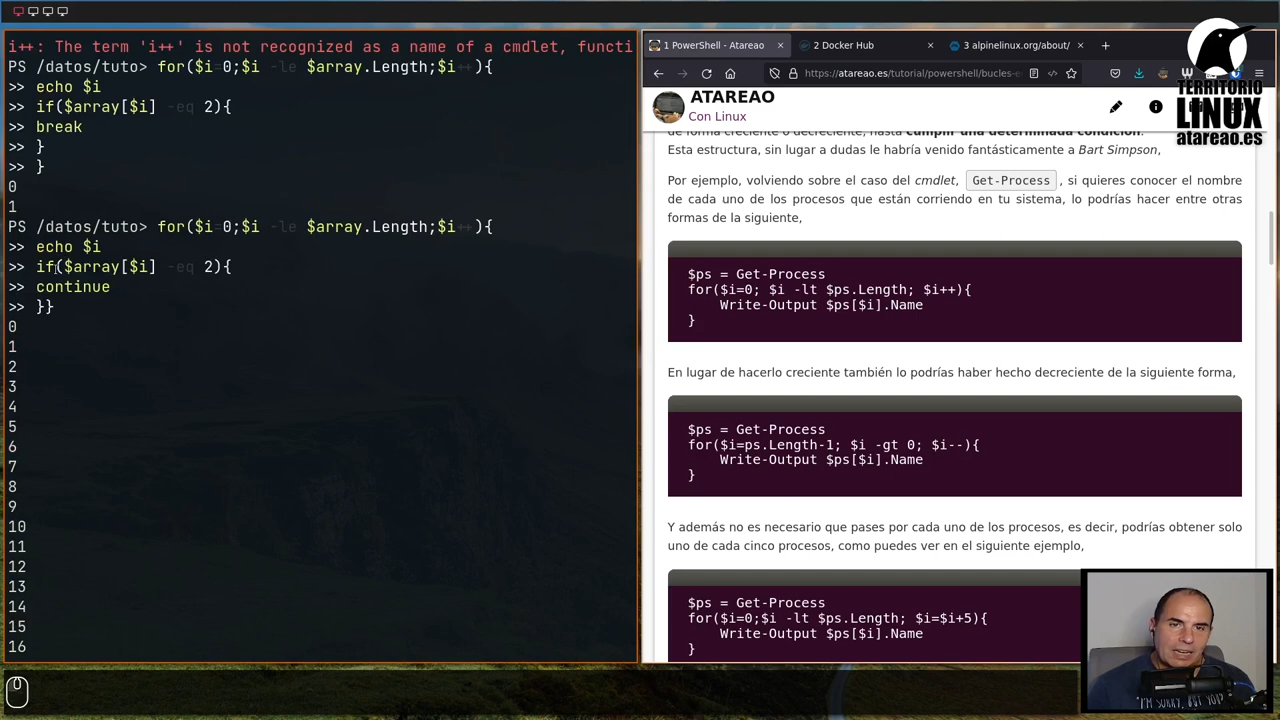 i++: The term 'i++' is not recognized as a name of a cmdlet, functi
PS /datos/tuto> for($i=0;$i -le $array.Length;$i++){
>> echo $i
>> if($array[$i] -eq 2){
>> break
>> }
>> }
0
1
PS /datos/tuto> for($i=0;$i -le $array.Length;$i++){
>> echo $i
>> if($array[$i] -eq 2){
>> continue
>> }}
0
1
2
3
4
5
6
7
8
9
10
11
12
13
14
15
16
1 PowerShell - Atareao
2 Docker Hub
3 alpinelinux.org/about/
https://atareao.es/tutorial/powershell/bucles-e
TERRITORIO
LINUX
atareao.es
ATAREAO
Con Linux
de forma creciente o decreciente, hasta cumplir una determinada condición.
Esta estructura, sin lugar a dudas le habría venido fantásticamente a Bart Simpson,
Por ejemplo, volviendo sobre el caso del cmdlet, Get-Process , si quieres conocer el nombre
de cada uno de los procesos que están corriendo en tu sistema, lo podrías hacer entre otras
formas de la siguiente,
$ps = Get-Process
for($i=0; $i -lt $ps.Length; $i++){
Write-Output $ps[$i].Name
}
En lugar de hacerlo creciente también lo podrías haber hecho decreciente de la siguiente forma,
$ps = Get-Process
for($i=ps.Length-1; $i -gt 0; $i--){
Write-Output $ps[$i].Name
}
Y además no es necesario que pases por cada uno de los procesos, es decir, podrías obtener solo
uno de cada cinco procesos, como puedes ver en el siguiente ejemplo,
$ps = Get-Process
for($i=0;$i -lt $ps.Length; $i=$i+5){
Write-Output $ps[$i].Name
}
"I'M SORRY, BUT YOU?